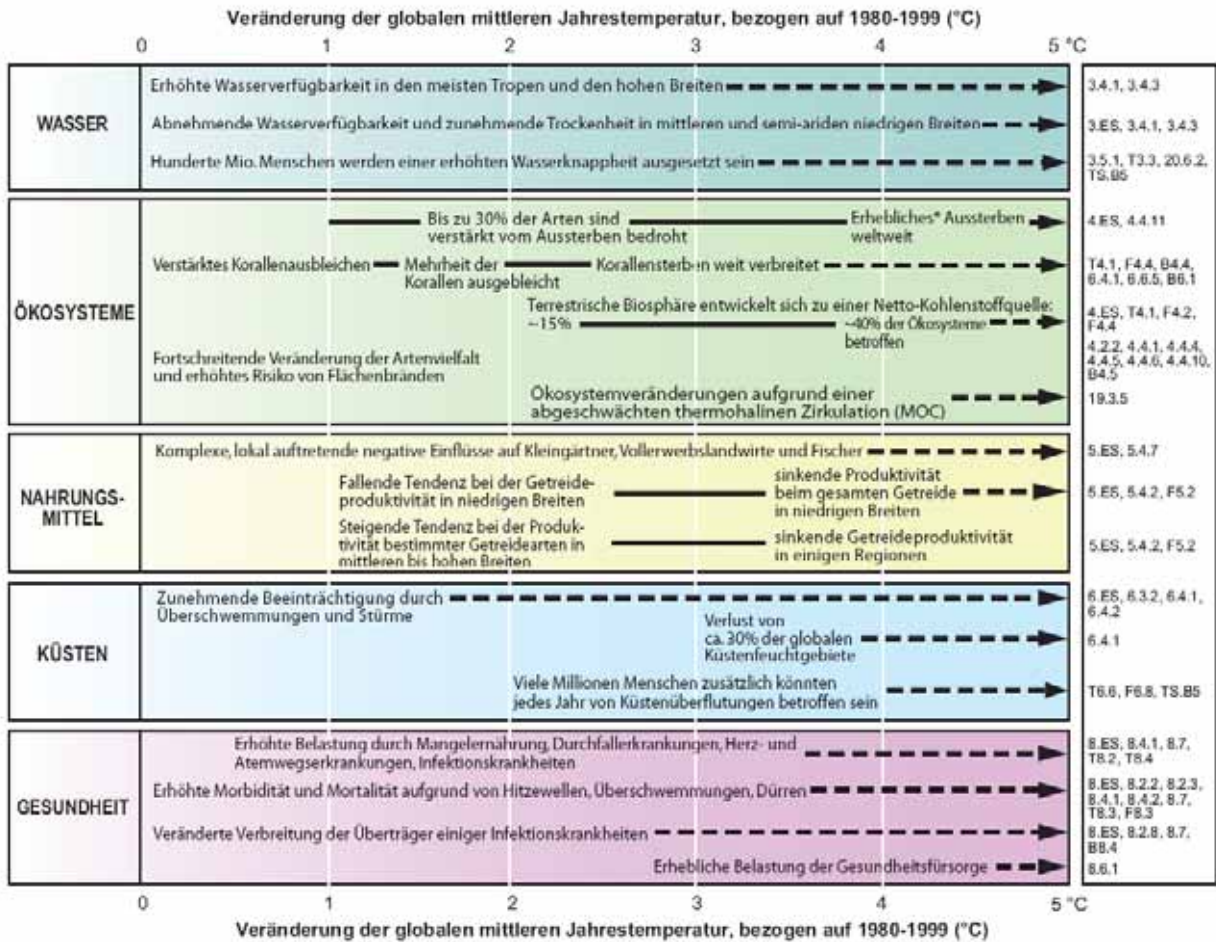 Veränderung der globalen mittleren Jahrestemperatur, bezogen auf 1980-1999 (°C)
0 1 2 3 4 5 °C
WASSER
Erhöhte Wasserverfügbarkeit in den meisten Tropen und den hohen Breiten
3.4.1, 3.4.3
Abnehmende Wasserverfügbarkeit und zunehmende Trockenheit in mittleren und semi-ariden niedrigen Breiten
3.ES, 3.4.1, 3.4.3
Hunderte Mio. Menschen werden einer erhöhten Wasserknappheit ausgesetzt sein
3.5.1, T3.3, 20.6.2,
TS.B5
ÖKOSYSTEME
Bis zu 30% der Arten sind
verstärkt vom Aussterben bedroht
Erhebliches* Aussterben
weltweit
4.ES, 4.4.11
Verstärktes Korallenausbleichen
Mehrheit der
Korallen ausgebleicht
Korallensterben weit verbreitet
T4.1, F4.4, B4.4,
6.4.1, 6.6.5, B6.1
Terrestrische Biosphäre entwickelt sich zu einer Netto-Kohlenstoffquelle:
~15%
~40% der Ökosysteme
betroffen
4.ES, T4.1, F4.2,
F4.4
Fortschreitende Veränderung der Artenvielfalt
und erhöhtes Risiko von Flächenbränden
4.2.2, 4.4.1, 4.4.4,
4.4.5, 4.4.6, 4.4.10,
B4.5
Ökosystemveränderungen aufgrund einer
abgeschwächten thermohalinen Zirkulation (MOC)
19.3.5
NAHRUNGS-
MITTEL
Komplexe, lokal auftretende negative Einflüsse auf Kleingärtner, Vollerwerbslandwirte und Fischer
5.ES, 5.4.7
Fallende Tendenz bei der Getreide-
produktivität in niedrigen Breiten
sinkende Produktivität
beim gesamten Getreide
in niedrigen Breiten
5.ES, 5.4.2, F5.2
Steigende Tendenz bei der Produk-
tivität bestimmter Getreidearten in
mittleren bis hohen Breiten
sinkende Getreideproduktivität
in einigen Regionen
5.ES, 5.4.2, F5.2
KÜSTEN
Zunehmende Beeinträchtigung durch
Überschwemmungen und Stürme
6.ES, 6.3.2, 6.4.1,
6.4.2
Verlust von
ca. 30% der globalen
Küstenfeuchtgebiete
6.4.1
Viele Millionen Menschen zusätzlich könnten
jedes Jahr von Küstenüberflutungen betroffen sein
T6.6, F6.8, TS.B5
GESUNDHEIT
Erhöhte Belastung durch Mangelernährung, Durchfallerkrankungen, Herz- und
Atemwegserkrankungen, Infektionskrankheiten
8.ES, 8.4.1, 8.7,
T8.2, T8.4
Erhöhte Morbidität und Mortalität aufgrund von Hitzewellen, Überschwemmungen, Dürren
8.ES, 8.2.2, 8.2.3,
8.4.1, 8.4.2, 8.7,
T8.3, F8.3
Veränderte Verbreitung der Überträger einiger Infektionskrankheiten
8.ES, 8.2.8, 8.7,
B8.4
Erhebliche Belastung der Gesundheitsfürsorge
8.6.1
0 1 2 3 4 5 °C
Veränderung der globalen mittleren Jahrestemperatur, bezogen auf 1980-1999 (°C)